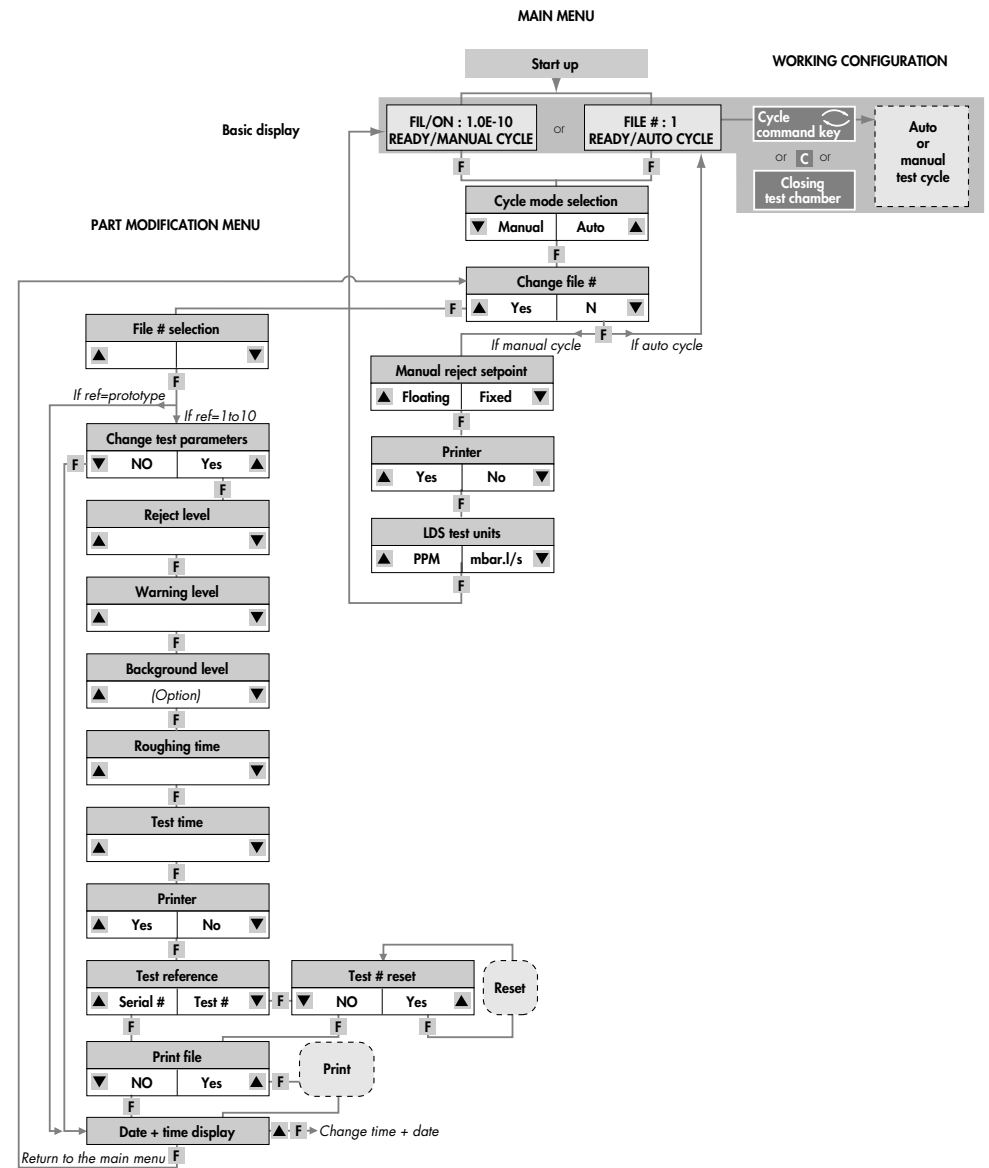 MAIN MENU
Start up
WORKING CONFIGURATION
Basic display
FIL/ON : 1.0E-10
READY/MANUAL CYCLE
or
FILE # : 1
READY/AUTO CYCLE
Cycle
command key
or C or
Closing
test chamber
Auto
or
manual
test cycle
F
F
Cycle mode selection
▼ Manual Auto ▲
F
PART MODIFICATION MENU
Change file #
F ▲ Yes N ▼
F
If manual cycle
If auto cycle
Manual reject setpoint
▲ Floating Fixed ▼
F
Printer
▲ Yes No ▼
F
LDS test units
▲ PPM mbar.l/s ▼
F
File # selection
▲ ▼
F
If ref=prototype
If ref=1to10
Change test parameters
F ▼ NO Yes ▲
F
Reject level
▲ ▼
F
Warning level
▲ ▼
F
Background level
▲ (Option) ▼
F
Roughing time
▲ ▼
F
Test time
▲ ▼
F
Printer
▲ Yes No ▼
F
Test reference
▲ Serial # Test # ▼ F
Test # reset
▼ NO Yes ▲
Reset
F
F
F
Print file
▼ NO Yes ▲ F
Print
F
Date + time display
▲ F Change time + date
Return to the main menu F